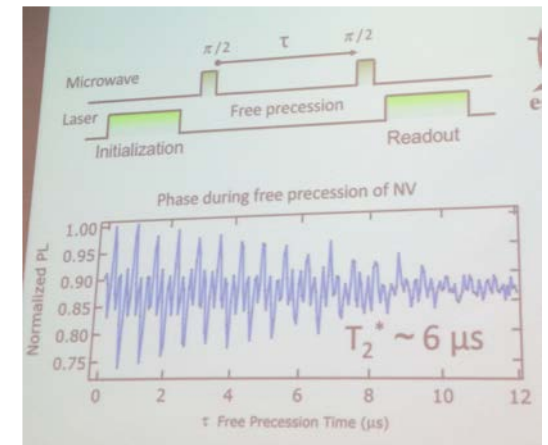 π/2 τ π/2
Microwave
Laser
Free precession
Initialization
Readout
Phase during free precession of NV
Normalized PL
1.00
0.95
0.90
0.85
0.80
0.75
T₂* ~ 6 μs
0 2 4 6 8 10 12
τ Free Precession Time (μs)